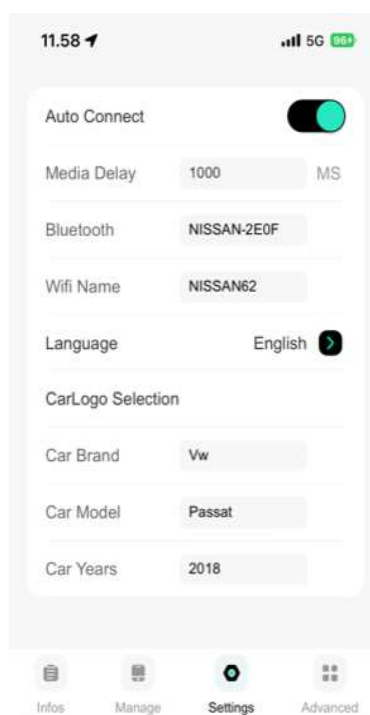 11.58 5G 96
Auto Connect
Media Delay 1000 MS
Bluetooth NISSAN-2E0F
Wifi Name NISSAN62
Language English
CarLogo Selection
Car Brand Vw
Car Model Passat
Car Years 2018
Infos Manage Settings Advanced